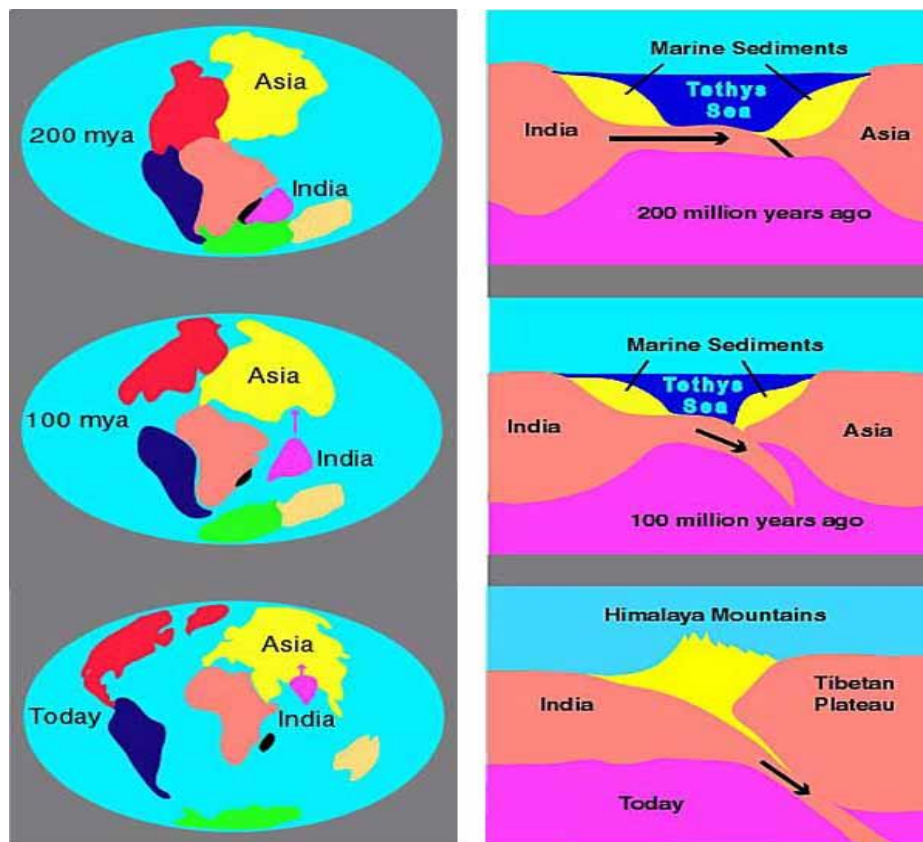 Asia
200 mya
India
Marine Sediments
Tethys
Sea
India
Asia
200 million years ago
Asia
100 mya
India
Marine Sediments
Tethys
Sea
India
Asia
100 million years ago
Asia
Today
India
Himalaya Mountains
India
Tibetan
Plateau
Today